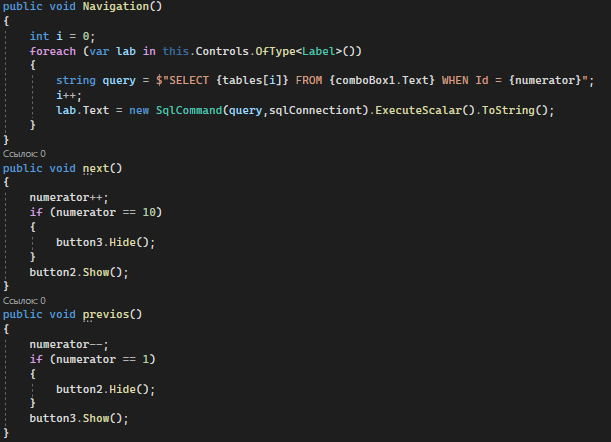 public void Navigation()
{
    int i = 0;
    foreach (var lab in this.Controls.OfType<Label>())
    {
        string query = $"SELECT {tables[i]} FROM {comboBox1.Text} WHEN Id = {numerator}";
        i++;
        lab.Text = new SqlCommand(query,sqlConnectiont).ExecuteScalar().ToString();
    }
}
Ссылок: 0
public void next()
{
    numerator++;
    if (numerator == 10)
    {
        button3.Hide();
    }
    button2.Show();
}
Ссылок: 0
public void previos()
{
    numerator--;
    if (numerator == 1)
    {
        button2.Hide();
    }
    button3.Show();
}